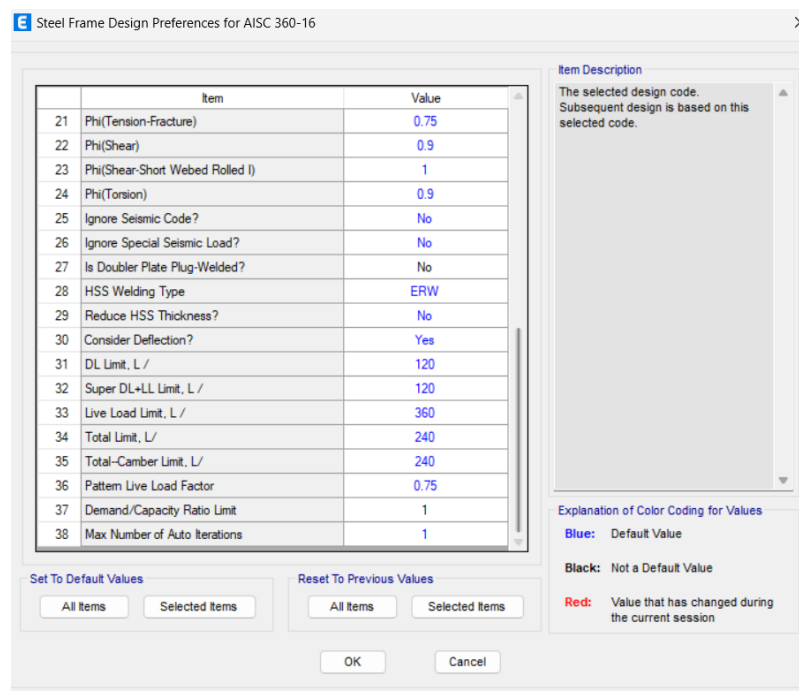 E Steel Frame Design Preferences for AISC 360-16
Item Value
21 Phi(Tension-Fracture) 0.75
22 Phi(Shear) 0.9
23 Phi(Shear-Short Webed Rolled I) 1
24 Phi(Torsion) 0.9
25 Ignore Seismic Code? No
26 Ignore Special Seismic Load? No
27 Is Doubler Plate Plug-Welded? No
28 HSS Welding Type ERW
29 Reduce HSS Thickness? No
30 Consider Deflection? Yes
31 DL Limit, L / 120
32 Super DL+LL Limit, L / 120
33 Live Load Limit, L / 360
34 Total Limit, L/ 240
35 Total--Camber Limit, L/ 240
36 Pattern Live Load Factor 0.75
37 Demand/Capacity Ratio Limit 1
38 Max Number of Auto Iterations 1
Item Description
The selected design code.
Subsequent design is based on this
selected code.
Explanation of Color Coding for Values
Blue: Default Value
Black: Not a Default Value
Red: Value that has changed during
the current session
Set To Default Values
All Items Selected Items
Reset To Previous Values
All Items Selected Items
OK Cancel